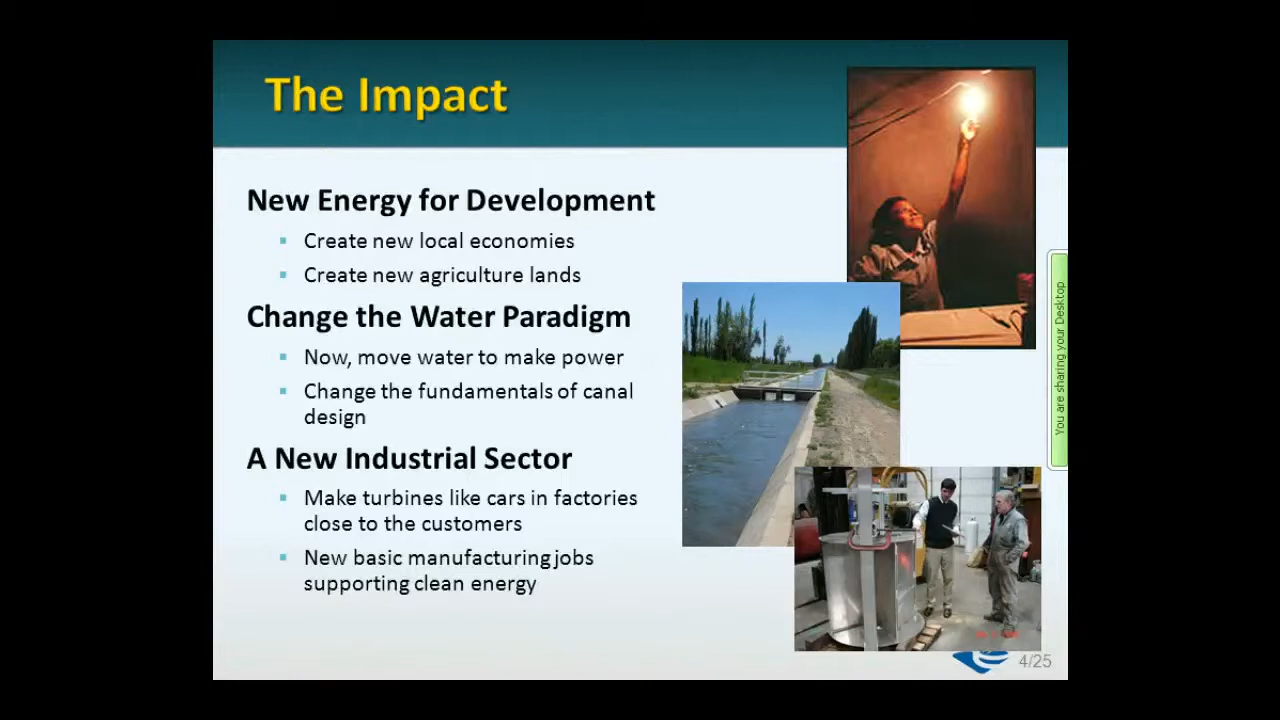 The Impact
New Energy for Development
Create new local economies
Create new agriculture lands
Change the Water Paradigm
Now, move water to make power
Change the fundamentals of canal
design
A New Industrial Sector
Make turbines like cars in factories
close to the customers
New basic manufacturing jobs
supporting clean energy
You are sharing your Desktop
4/25